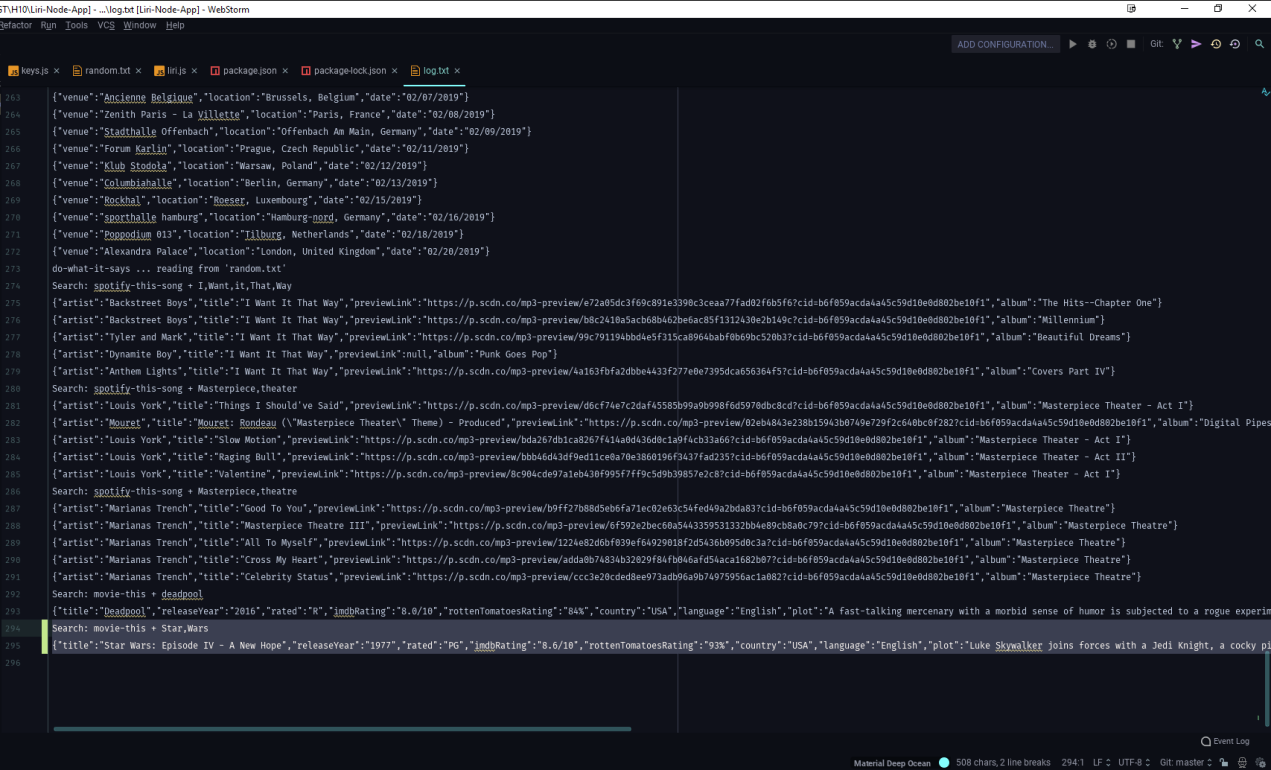 GT\H10\Liri-Node-App] - ...\log.txt [Liri-Node-App] - WebStorm
Refactor Run Tools VCS Window Help
ADD CONFIGURATION... Git:
keys.js random.txt liri.js package.json package-lock.json log.txt
263 {"venue":"Ancienne Belgique","location":"Brussels, Belgium","date":"02/07/2019"}
264 {"venue":"Zenith Paris - La Villette","location":"Paris, France","date":"02/08/2019"}
265 {"venue":"Stadthalle Offenbach","location":"Offenbach Am Main, Germany","date":"02/09/2019"}
266 {"venue":"Forum Karlin","location":"Prague, Czech Republic","date":"02/11/2019"}
267 {"venue":"Klub Stodoła","location":"Warsaw, Poland","date":"02/12/2019"}
268 {"venue":"Columbiahalle","location":"Berlin, Germany","date":"02/13/2019"}
269 {"venue":"Rockhal","location":"Roeser, Luxembourg","date":"02/15/2019"}
270 {"venue":"sporthalle hamburg","location":"Hamburg-nord, Germany","date":"02/16/2019"}
271 {"venue":"Poppodium 013","location":"Tilburg, Netherlands","date":"02/18/2019"}
272 {"venue":"Alexandra Palace","location":"London, United Kingdom","date":"02/20/2019"}
273 do-what-it-says ... reading from 'random.txt'
274 Search: spotify-this-song + I,Want,it,That,Way
275 {"artist":"Backstreet Boys","title":"I Want It That Way","previewLink":"https://p.scdn.co/mp3-preview/e72a05dc3f69c891e3390c3ceaa77fad02f6b5f6?cid=b6f059acda4a45c59d10e0d802be10f1","album":"The Hits--Chapter One"}
276 {"artist":"Backstreet Boys","title":"I Want It That Way","previewLink":"https://p.scdn.co/mp3-preview/b8c2410a5acb68b462be6ac85f1312430e2b149c?cid=b6f059acda4a45c59d10e0d802be10f1","album":"Millennium"}
277 {"artist":"Tyler and Mark","title":"I Want It That Way","previewLink":"https://p.scdn.co/mp3-preview/99c791194bbd4e5f315ca8964babf0b69bc520b3?cid=b6f059acda4a45c59d10e0d802be10f1","album":"Beautiful Dreams"}
278 {"artist":"Dynamite Boy","title":"I Want It That Way","previewLink":null,"album":"Punk Goes Pop"}
279 {"artist":"Anthem Lights","title":"I Want It That Way","previewLink":"https://p.scdn.co/mp3-preview/4a163fbfa2dbbe4433f277e0e7395dca656364f5?cid=b6f059acda4a45c59d10e0d802be10f1","album":"Covers Part IV"}
280 Search: spotify-this-song + Masterpiece,theater
281 {"artist":"Louis York","title":"Things I Should've Said","previewLink":"https://p.scdn.co/mp3-preview/d6cf74e7c2daf45585b99a9b998f6d5970dbc8cd?cid=b6f059acda4a45c59d10e0d802be10f1","album":"Masterpiece Theater - Act I"}
282 {"artist":"Mouret","title":"Mouret: Rondeau (\"Masterpiece Theater\" Theme) - Produced","previewLink":"https://p.scdn.co/mp3-preview/02eb4843e238b15943b0749e729f2c640bc0f282?cid=b6f059acda4a45c59d10e0d802be10f1","album":"Digital Pipes
283 {"artist":"Louis York","title":"Slow Motion","previewLink":"https://p.scdn.co/mp3-preview/bda267db1ca8267f414a0d436d0c1a9f4cb33a66?cid=b6f059acda4a45c59d10e0d802be10f1","album":"Masterpiece Theater - Act I"}
284 {"artist":"Louis York","title":"Raging Bull","previewLink":"https://p.scdn.co/mp3-preview/bbb46d43df9ed11ce0a70e3860196f3437fad235?cid=b6f059acda4a45c59d10e0d802be10f1","album":"Masterpiece Theater - Act II"}
285 {"artist":"Louis York","title":"Valentine","previewLink":"https://p.scdn.co/mp3-preview/8c904cde97a1eb430f995f7ff9c5d9b39857e2c8?cid=b6f059acda4a45c59d10e0d802be10f1","album":"Masterpiece Theater - Act I"}
286 Search: spotify-this-song + Masterpiece,theatre
287 {"artist":"Marianas Trench","title":"Good To You","previewLink":"https://p.scdn.co/mp3-preview/b9ff27b88d5eb6fa71ec02e63c54fed49a2bda83?cid=b6f059acda4a45c59d10e0d802be10f1","album":"Masterpiece Theatre"}
288 {"artist":"Marianas Trench","title":"Masterpiece Theatre III","previewLink":"https://p.scdn.co/mp3-preview/6f592e2bec60a5443359531332bb4e89cb8a0c79?cid=b6f059acda4a45c59d10e0d802be10f1","album":"Masterpiece Theatre"}
289 {"artist":"Marianas Trench","title":"All To Myself","previewLink":"https://p.scdn.co/mp3-preview/1224e82d6bf039ef64929018f2d5436b095d0c3a?cid=b6f059acda4a45c59d10e0d802be10f1","album":"Masterpiece Theatre"}
290 {"artist":"Marianas Trench","title":"Cross My Heart","previewLink":"https://p.scdn.co/mp3-preview/adda0b74834b32029f84fb046afd54aca1682b07?cid=b6f059acda4a45c59d10e0d802be10f1","album":"Masterpiece Theatre"}
291 {"artist":"Marianas Trench","title":"Celebrity Status","previewLink":"https://p.scdn.co/mp3-preview/ccc3e20cded8ee973adb96a9b74975956ac1a082?cid=b6f059acda4a45c59d10e0d802be10f1","album":"Masterpiece Theatre"}
292 Search: movie-this + deadpool
293 {"title":"Deadpool","releaseYear":"2016","rated":"R","imdbRating":"8.0/10","rottenTomatoesRating":"84%","country":"USA","language":"English","plot":"A fast-talking mercenary with a morbid sense of humor is subjected to a rogue experim
294 Search: movie-this + Star,Wars
295 {"title":"Star Wars: Episode IV - A New Hope","releaseYear":"1977","rated":"PG","imdbRating":"8.6/10","rottenTomatoesRating":"93%","country":"USA","language":"English","plot":"Luke Skywalker joins forces with a Jedi Knight, a cocky pi
296
Event Log
Material Deep Ocean 508 chars, 2 line breaks 294:1 LF UTF-8 Git: master